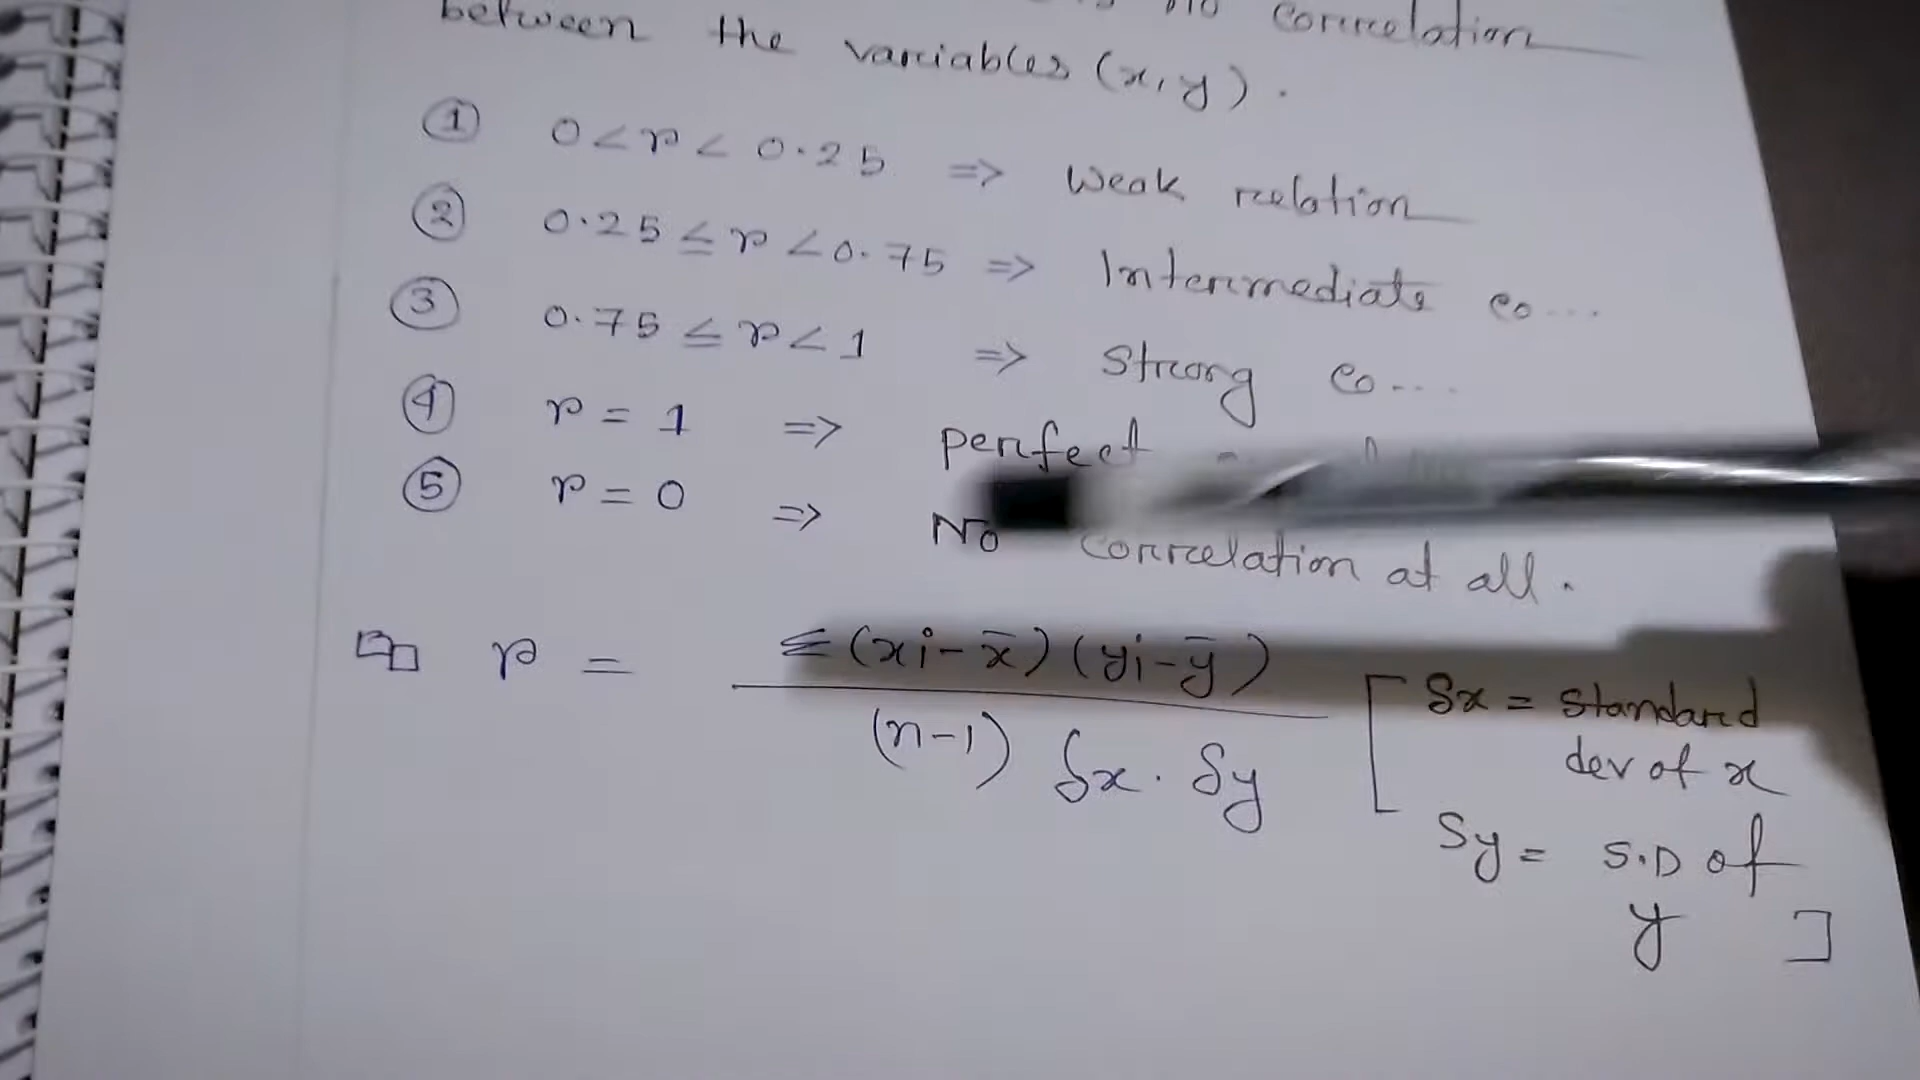 no correlation
between the variables (x, y).
① 0 < r < 0.25 => Weak relation
② 0.25 ≤ r < 0.75 => Intermediate co...
③ 0.75 ≤ r < 1 => Strong co...
④ r = 1 => perfect
⑤ r = 0 => No correlation at all.
r = Σ(xi-x̄)(yi-ȳ) / (n-1) Sx . Sy
[Sx = Standard
dev of x
Sy = S.D of
y ]